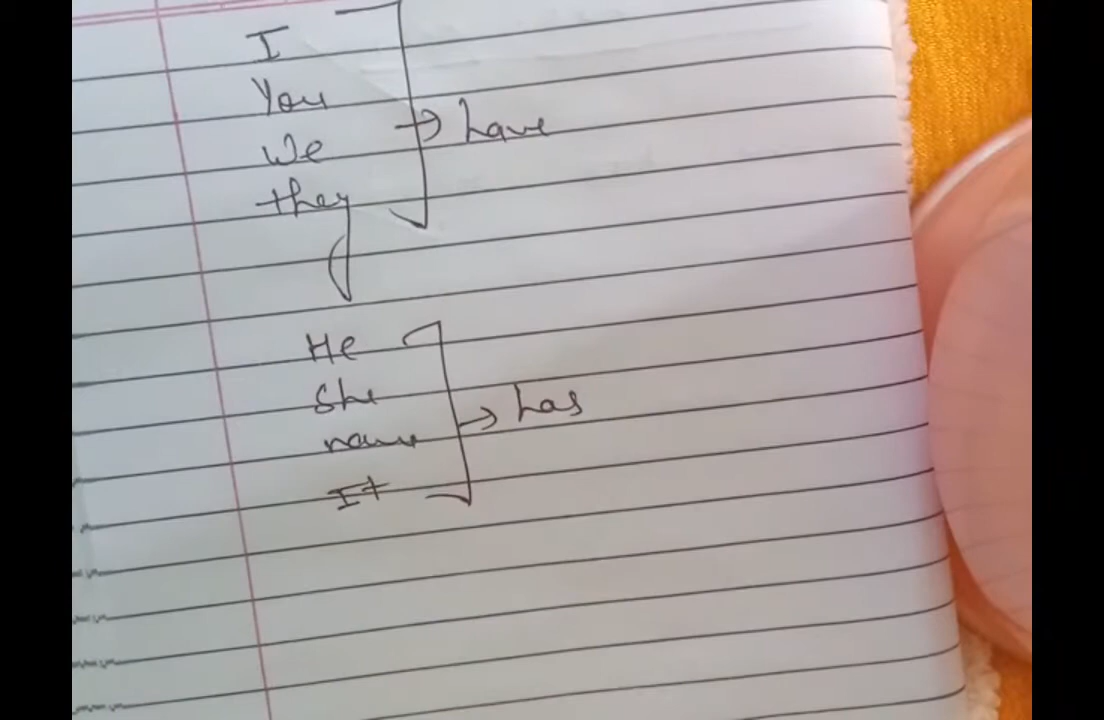 I
You
We → have
they
He
She → has
name
It